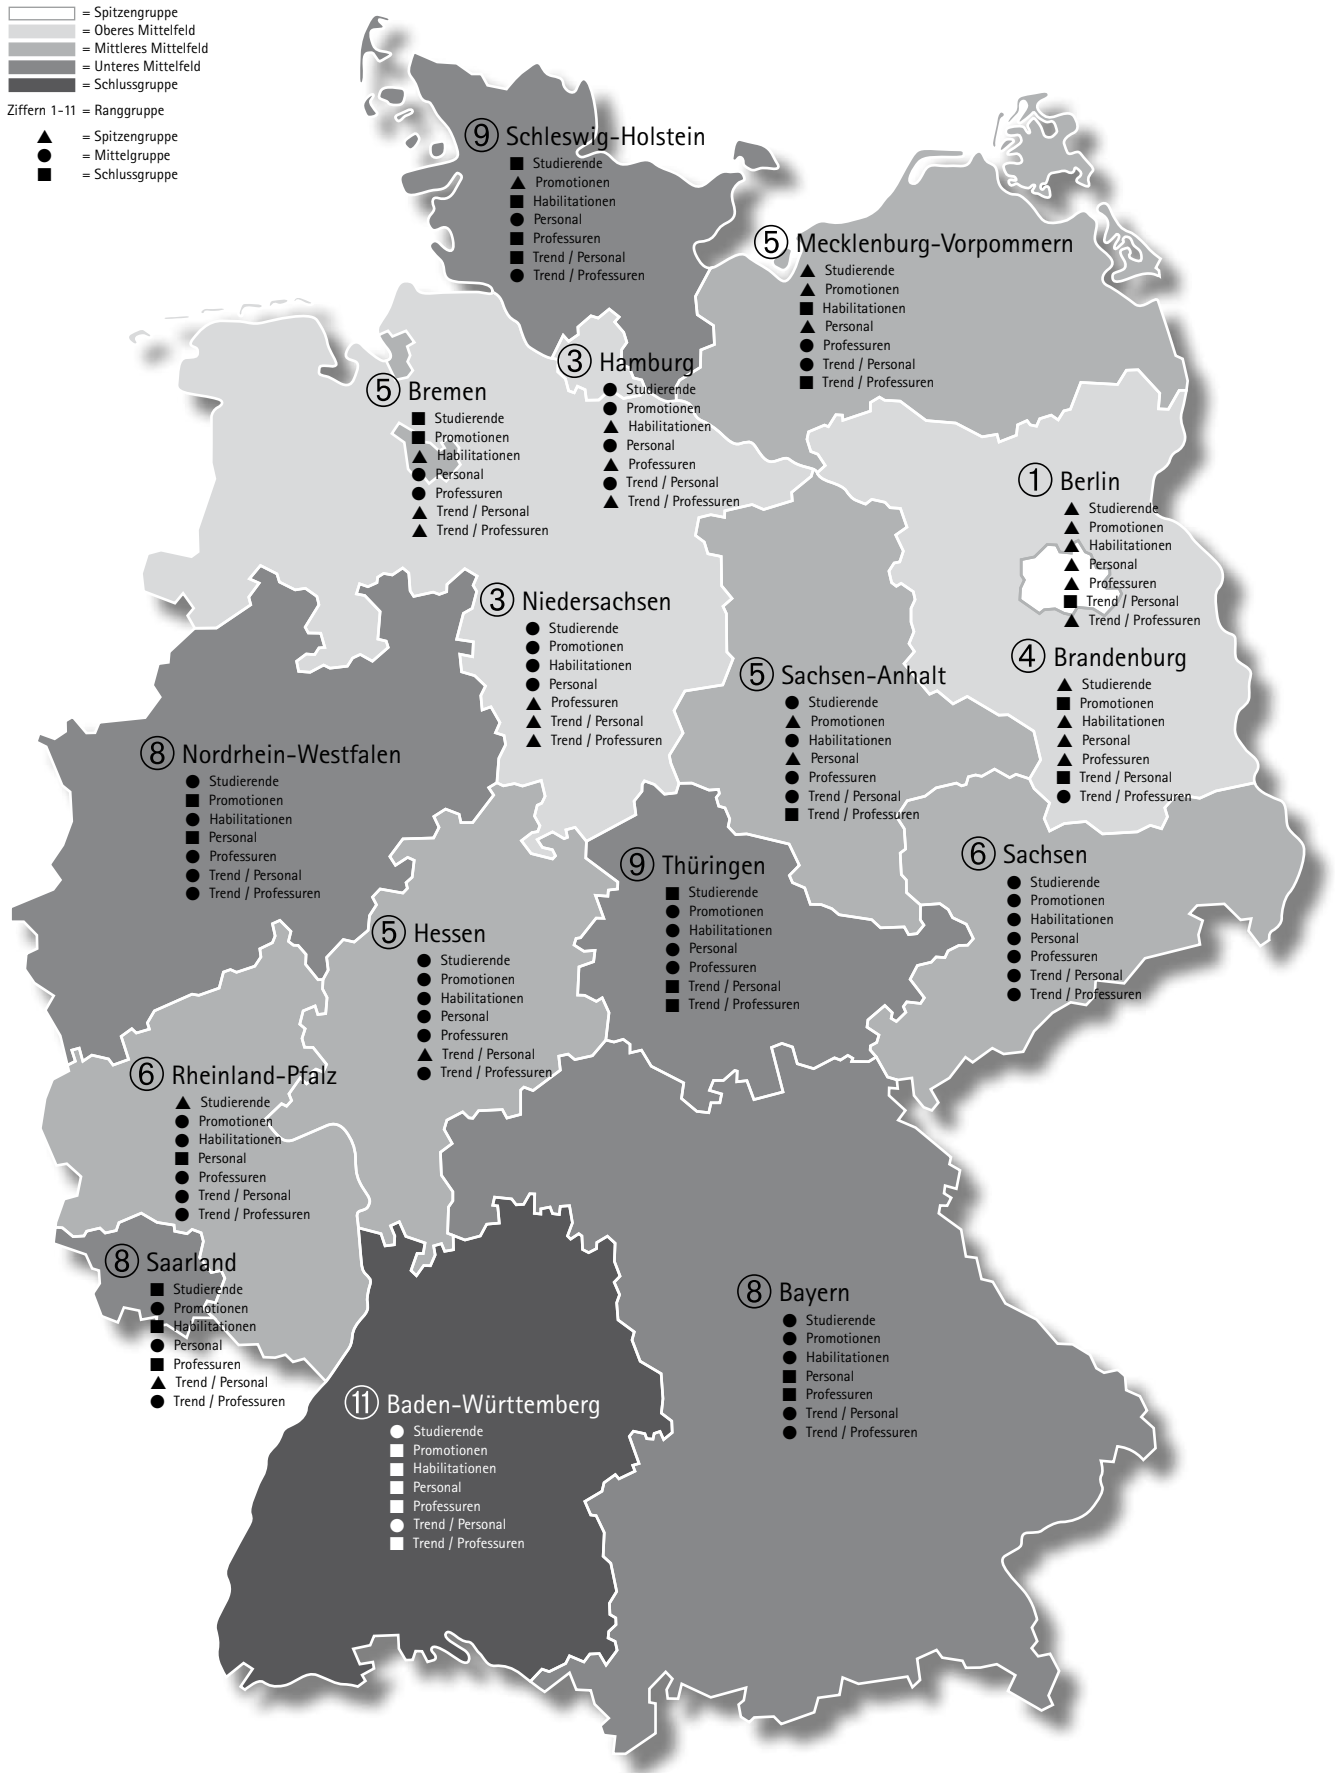 = Spitzengruppe
= Oberes Mittelfeld
= Mittleres Mittelfeld
= Unteres Mittelfeld
= Schlussgruppe
Ziffern 1-11 = Ranggruppe
= Spitzengruppe
= Mittelgruppe
= Schlussgruppe
9 Schleswig-Holstein
Studierende
Promotionen
Habilitationen
Personal
Professuren
Trend / Personal
Trend / Professuren
5 Mecklenburg-Vorpommern
Studierende
Promotionen
Habilitationen
Personal
Professuren
Trend / Personal
Trend / Professuren
3 Hamburg
Studierende
Promotionen
Habilitationen
Personal
Professuren
Trend / Personal
Trend / Professuren
5 Bremen
Studierende
Promotionen
Habilitationen
Personal
Professuren
Trend / Personal
Trend / Professuren
1 Berlin
Studierende
Promotionen
Habilitationen
Personal
Professuren
Trend / Personal
Trend / Professuren
3 Niedersachsen
Studierende
Promotionen
Habilitationen
Personal
Professuren
Trend / Personal
Trend / Professuren
4 Brandenburg
Studierende
Promotionen
Habilitationen
Personal
Professuren
Trend / Personal
Trend / Professuren
5 Sachsen-Anhalt
Studierende
Promotionen
Habilitationen
Personal
Professuren
Trend / Personal
Trend / Professuren
8 Nordrhein-Westfalen
Studierende
Promotionen
Habilitationen
Personal
Professuren
Trend / Personal
Trend / Professuren
9 Thüringen
Studierende
Promotionen
Habilitationen
Personal
Professuren
Trend / Personal
Trend / Professuren
6 Sachsen
Studierende
Promotionen
Habilitationen
Personal
Professuren
Trend / Personal
Trend / Professuren
5 Hessen
Studierende
Promotionen
Habilitationen
Personal
Professuren
Trend / Personal
Trend / Professuren
6 Rheinland-Pfalz
Studierende
Promotionen
Habilitationen
Personal
Professuren
Trend / Personal
Trend / Professuren
8 Saarland
Studierende
Promotionen
Habilitationen
Personal
Professuren
Trend / Personal
Trend / Professuren
8 Bayern
Studierende
Promotionen
Habilitationen
Personal
Professuren
Trend / Personal
Trend / Professuren
11 Baden-Württemberg
Studierende
Promotionen
Habilitationen
Personal
Professuren
Trend / Personal
Trend / Professuren